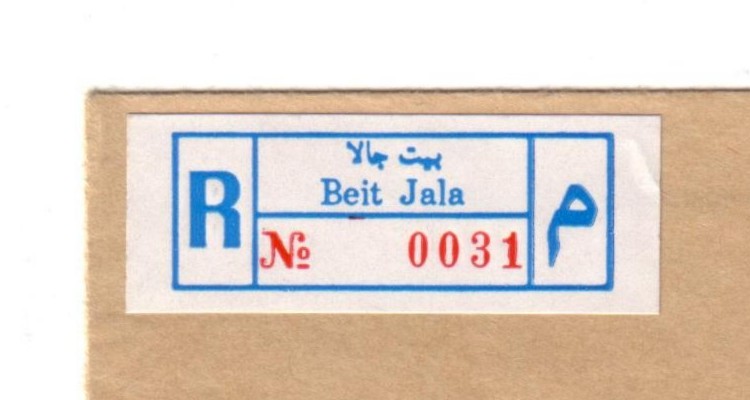 R
بيت جالا
Beit Jala
№ 0031
م